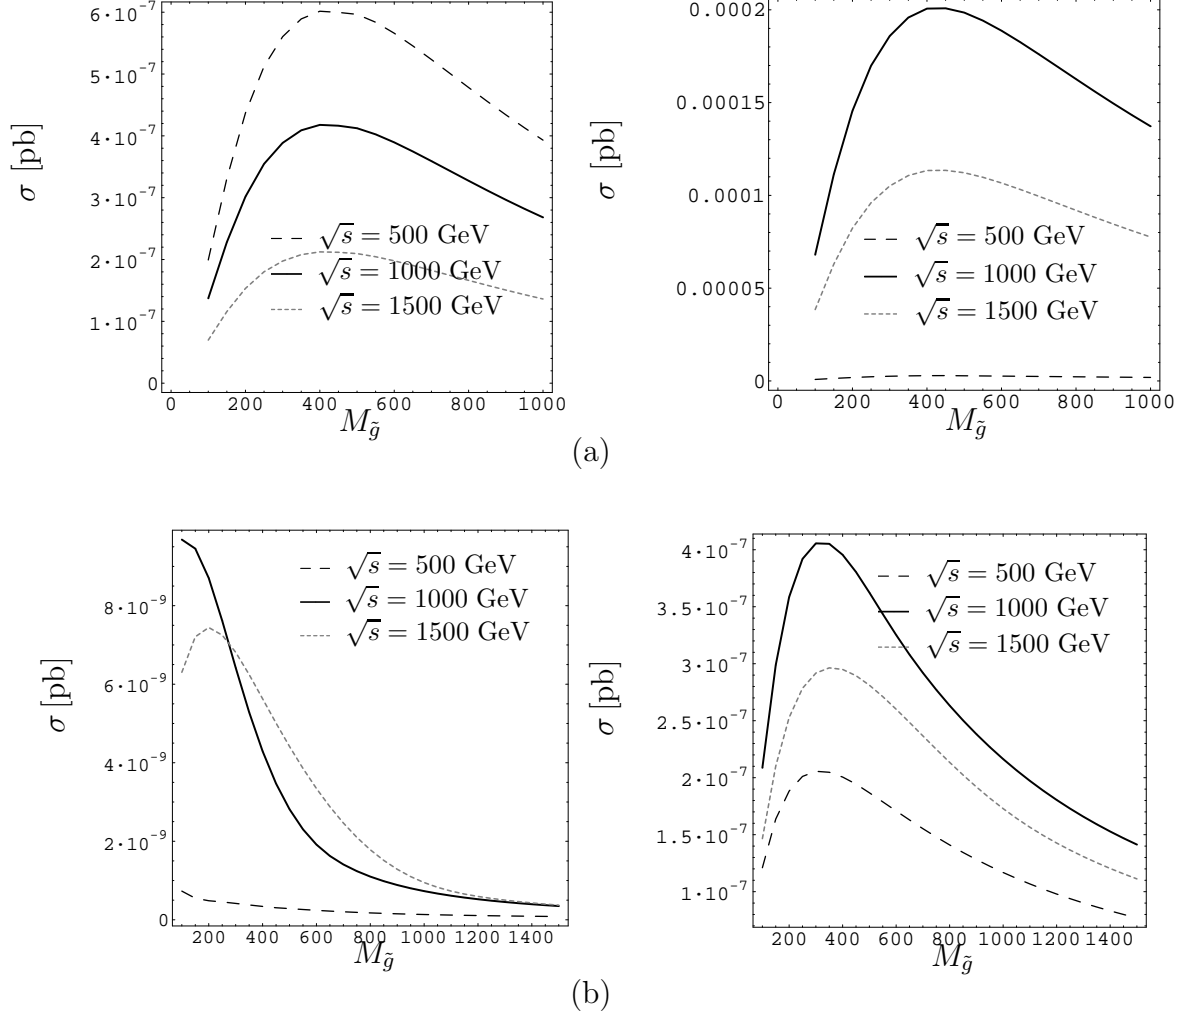 6·10⁻⁷
5·10⁻⁷
4·10⁻⁷
3·10⁻⁷
2·10⁻⁷
1·10⁻⁷
0
σ [pb]
√s = 500 GeV
√s = 1000 GeV
√s = 1500 GeV
0 200 400 600 800 1000
M_g̃
0.0002
0.00015
0.0001
0.00005
0
σ [pb]
√s = 500 GeV
√s = 1000 GeV
√s = 1500 GeV
0 200 400 600 800 1000
M_g̃
(a)
8·10⁻⁹
6·10⁻⁹
4·10⁻⁹
2·10⁻⁹
0
σ [pb]
√s = 500 GeV
√s = 1000 GeV
√s = 1500 GeV
200 400 600 800 1000 1200 1400
M_g̃
4·10⁻⁷
3.5·10⁻⁷
3·10⁻⁷
2.5·10⁻⁷
2·10⁻⁷
1.5·10⁻⁷
1·10⁻⁷
σ [pb]
√s = 500 GeV
√s = 1000 GeV
√s = 1500 GeV
200 400 600 800 1000 1200 1400
M_g̃
(b)